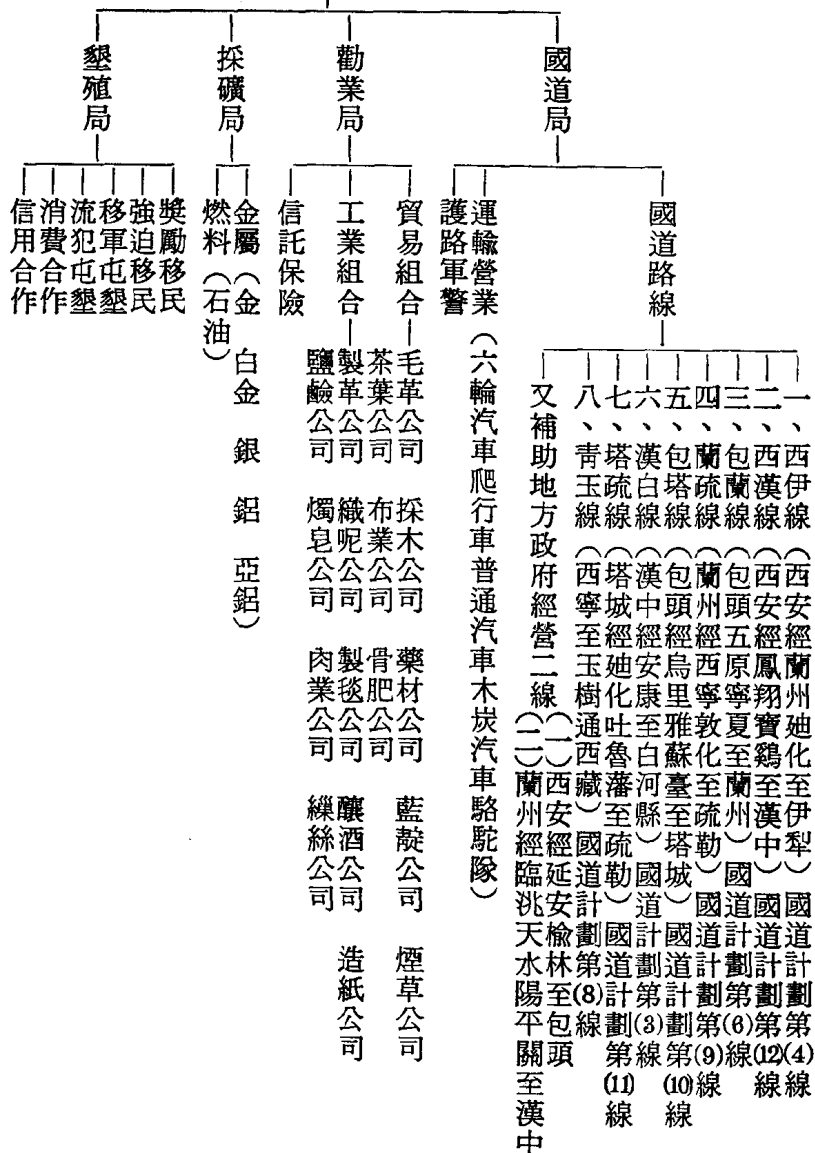 國道局
國道路線
一、西伊線(西安經蘭州廸化至伊犁)國道計劃第(4)線
二、西漢線(西安經鳳翔寶鷄至漢中)國道計劃第(12)線
三、包蘭線(包頭五原寧夏至蘭州)國道計劃第(6)線
四、蘭疏線(蘭州經西寧敦化至疏勒)國道計劃第(9)線
五、包塔線(包頭經烏里雅蘇臺至塔城)國道計劃第(10)線
六、漢白線(漢中經安康至白河縣)國道計劃第(3)線
七、塔疏線(塔城經廸化吐魯藩至疏勒)國道計劃第(11)線
八、青玉線(西寧至玉樹通西藏)國道計劃第(8)線
又補助地方政府經營二線
(一)西安經延安榆林至包頭
(二)蘭州經臨洮天水陽平關至漢中
運輸營業(六輪汽車爬行車普通汽車木炭汽車駱駝隊)
護路軍警
勸業局
貿易組合
毛革公司 採木公司 藥材公司 藍靛公司 煙草公司
茶葉公司 布業公司 骨肥公司
工業組合
製革公司 織呢公司 製毯公司 釀酒公司 造紙公司
鹽鹼公司 燭皂公司 肉業公司 繅絲公司
信託保險
採礦局
金屬(金 白金 銀 鋁 亞鋁)
燃料(石油)
墾殖局
獎勵移民
強迫移民
移軍屯墾
流犯屯墾
消費合作
信用合作